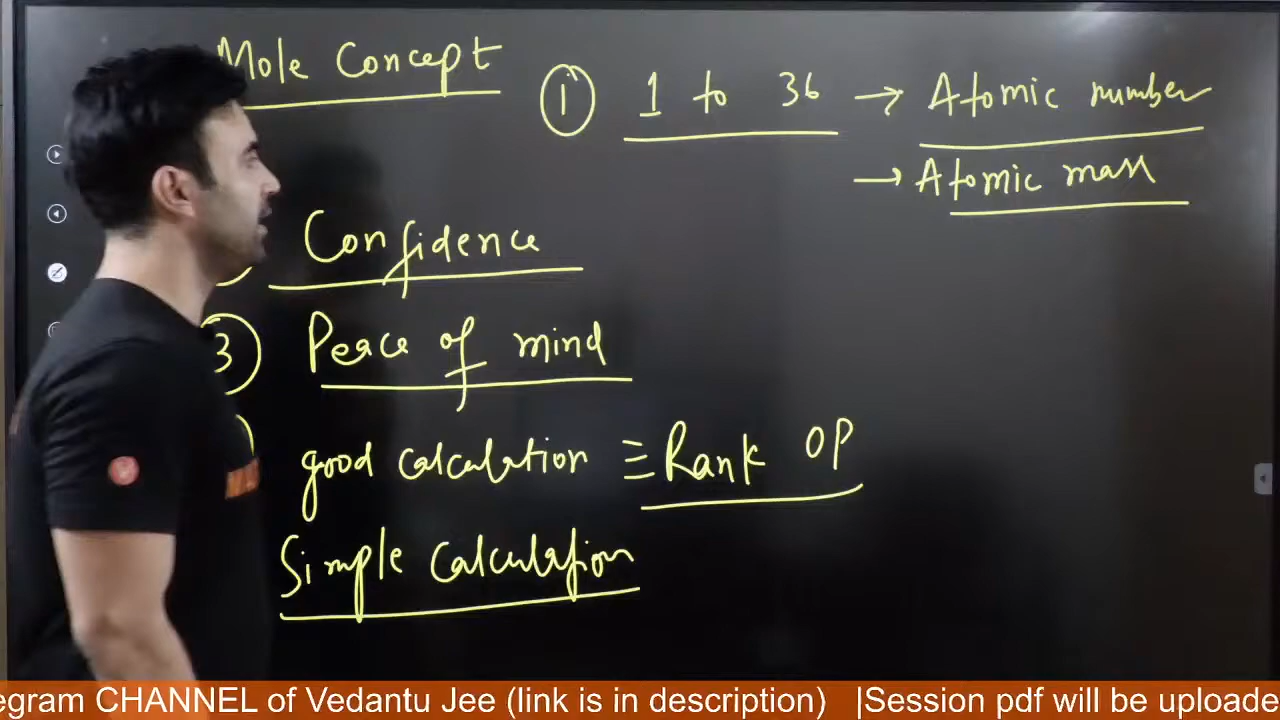 Mole Concept
① 1 to 36 → Atomic number
→ Atomic mass
Confidence
3 Peace of mind
good calculation ≡ Rank OP
Simple calculation
egram CHANNEL of Vedantu Jee (link is in description) |Session pdf will be uploade